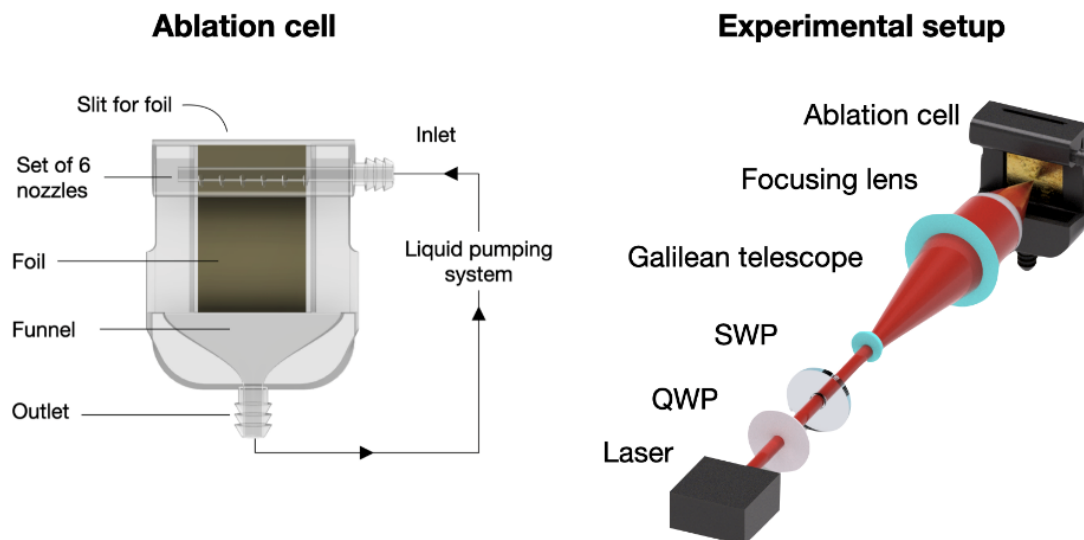 Ablation cell
Slit for foil
Inlet
Set of 6
nozzles
Foil
Liquid pumping
system
Funnel
Outlet
Experimental setup
Ablation cell
Focusing lens
Galilean telescope
SWP
QWP
Laser